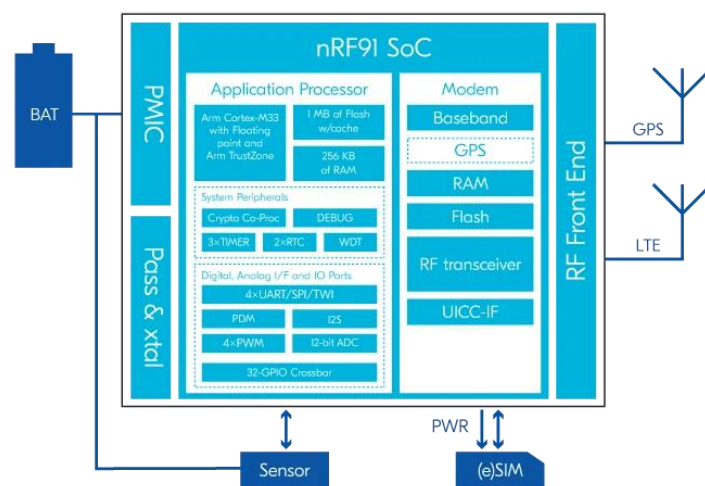 BAT
PMIC
Pass & xtal
nRF91 SoC
Application Processor
Arm Cortex-M33
with Floating
point and
Arm TrustZone
1 MB of Flash
w/cache
256 KB
of RAM
System Peripherals
Crypto Co-Proc
DEBUG
3×TIMER
2×RTC
WDT
Digital, Analog I/F and IO Ports
4×UART/SPI/TWI
PDM
I2S
4×PWM
12-bit ADC
32-GPIO Crossbar
Modem
Baseband
GPS
RAM
Flash
RF transceiver
UICC-IF
RF Front End
GPS
LTE
PWR
Sensor
(e)SIM